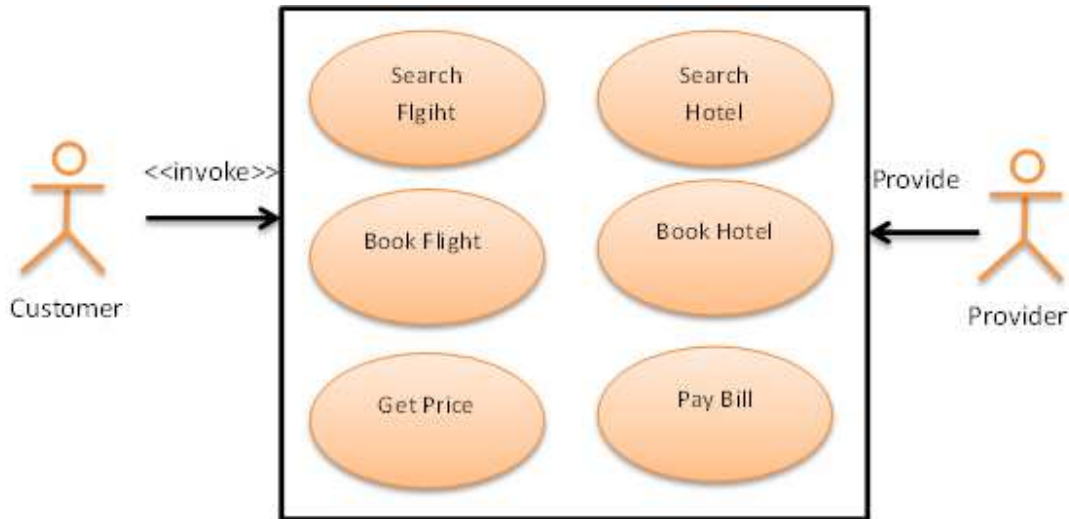 Search
Flgiht
Search
Hotel
<<invoke>>
Provide
Book Flight
Book Hotel
Customer
Provider
Get Price
Pay Bill